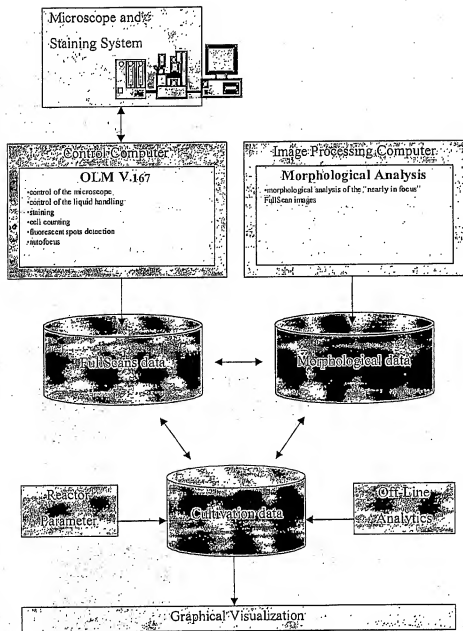 Microscope and
Staining System
Control Computer
OLM V.167
•control of the microscope
•control of the liquid handling
•staining
•cell counting
•fluorescent spots detection
•autofocus
Image Processing Computer
Morphological Analysis
•morphological analysis of the "nearly in focus"
FullScan images
FullScans data
Morphological data
Reactor
Parameter
Cultivation data
Off-Line
Analytics
Graphical Visualization